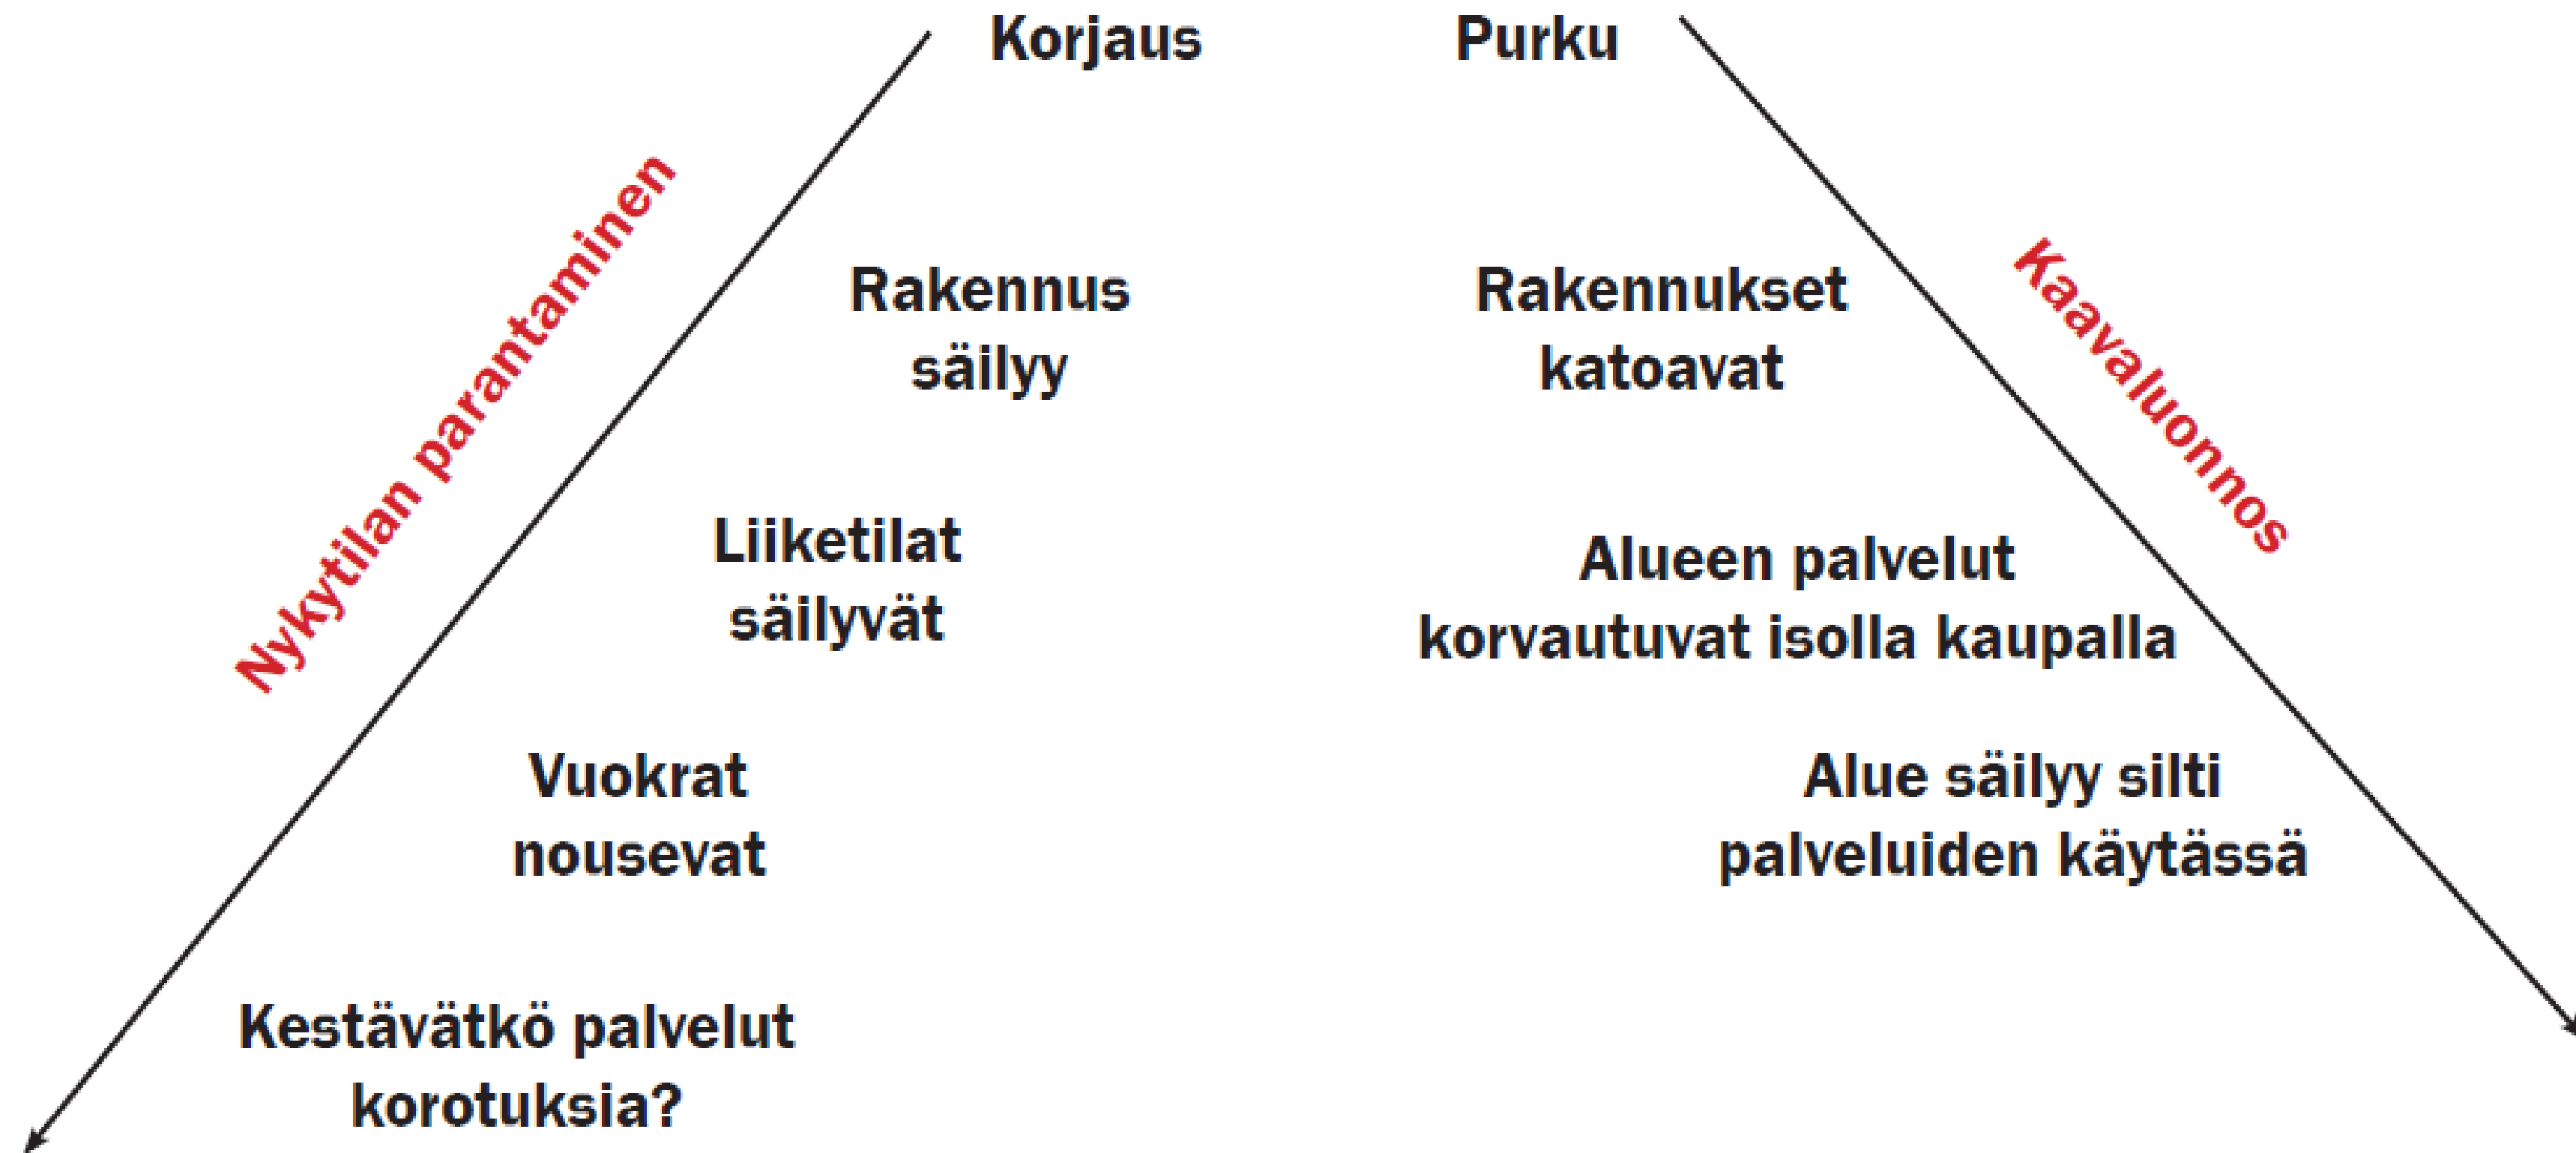 Korjaus
Nykytilan parantaminen
Rakennus
säilyy
Liiketilat
säilyvät
Vuokrat
nousevat
Kestävätkö palvelut
korotuksia?
Purku
Kaavaluonnos
Rakennukset
katoavat
Alueen palvelut
korvautuvat isolla kaupalla
Alue säilyy silti
palveluiden käytässä